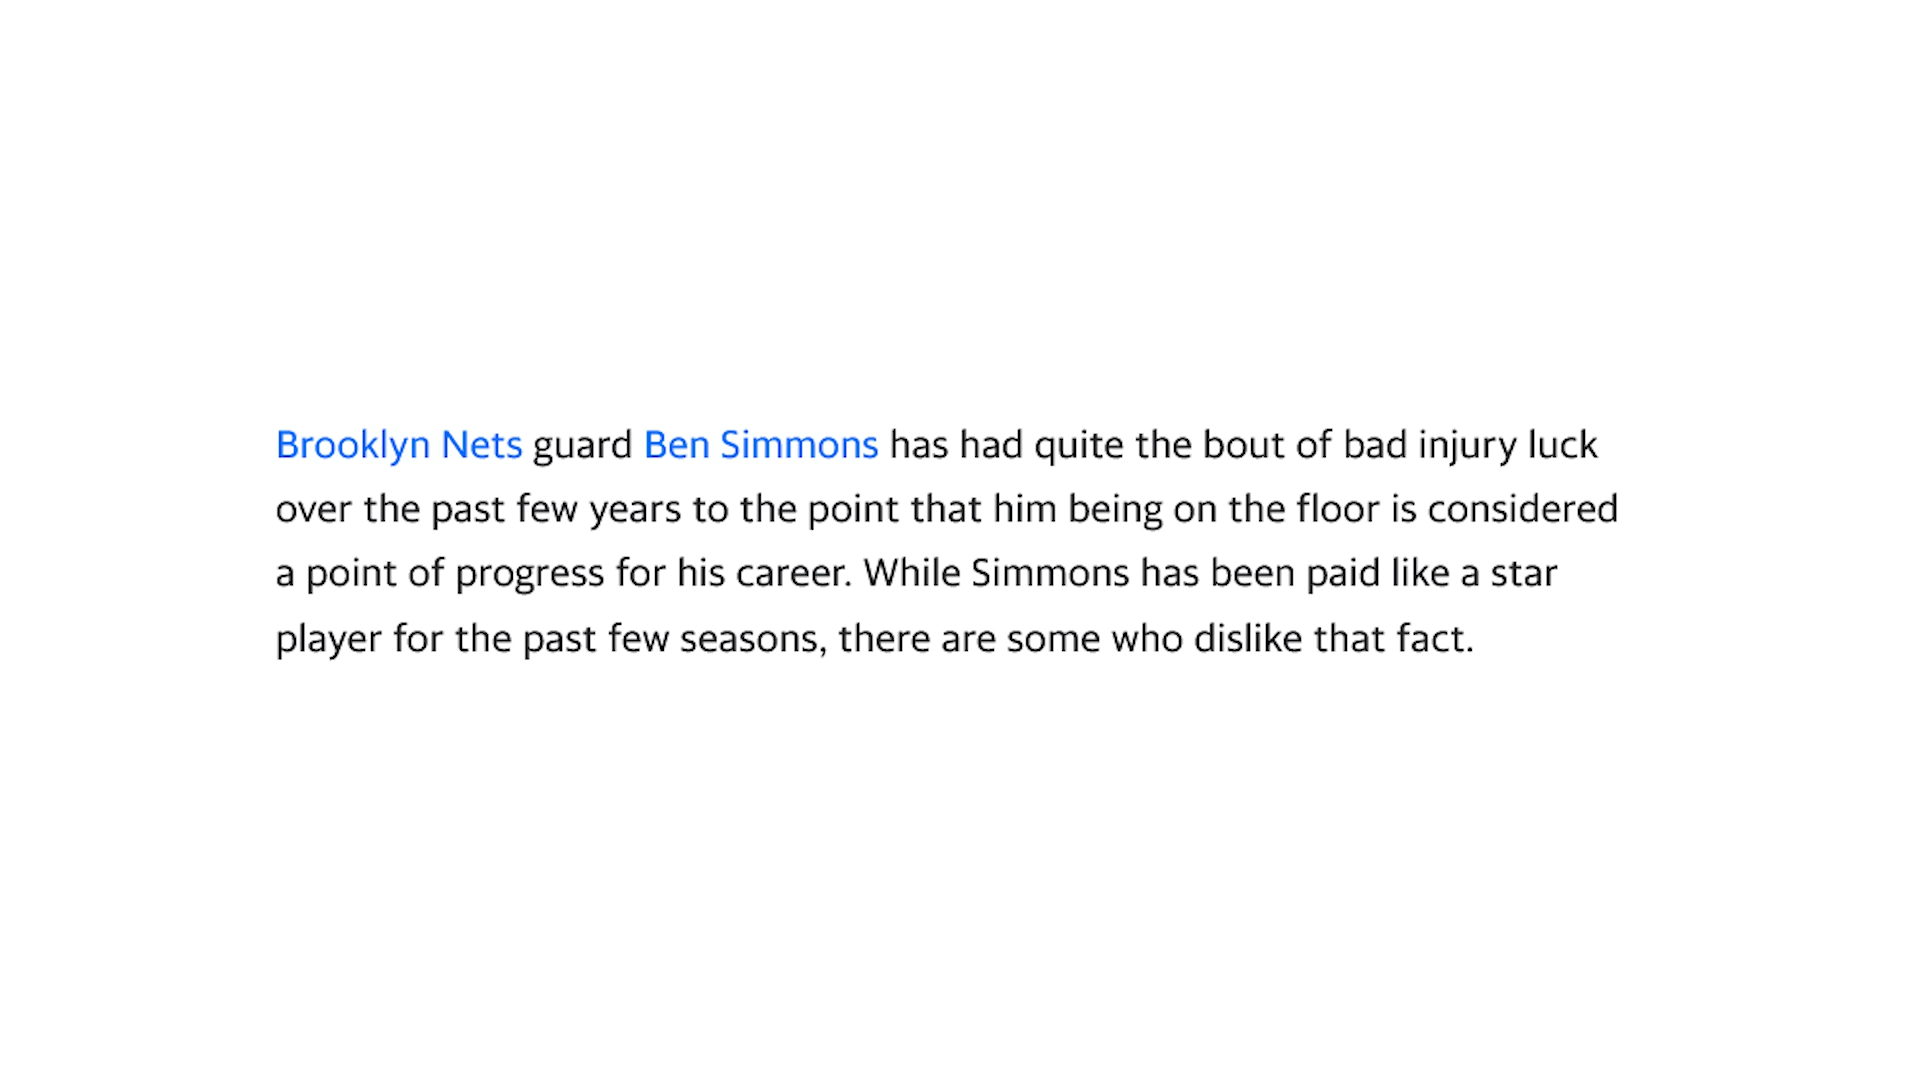 Brooklyn Nets guard Ben Simmons has had quite the bout of bad injury luck
over the past few years to the point that him being on the floor is considered
a point of progress for his career. While Simmons has been paid like a star
player for the past few seasons, there are some who dislike that fact.